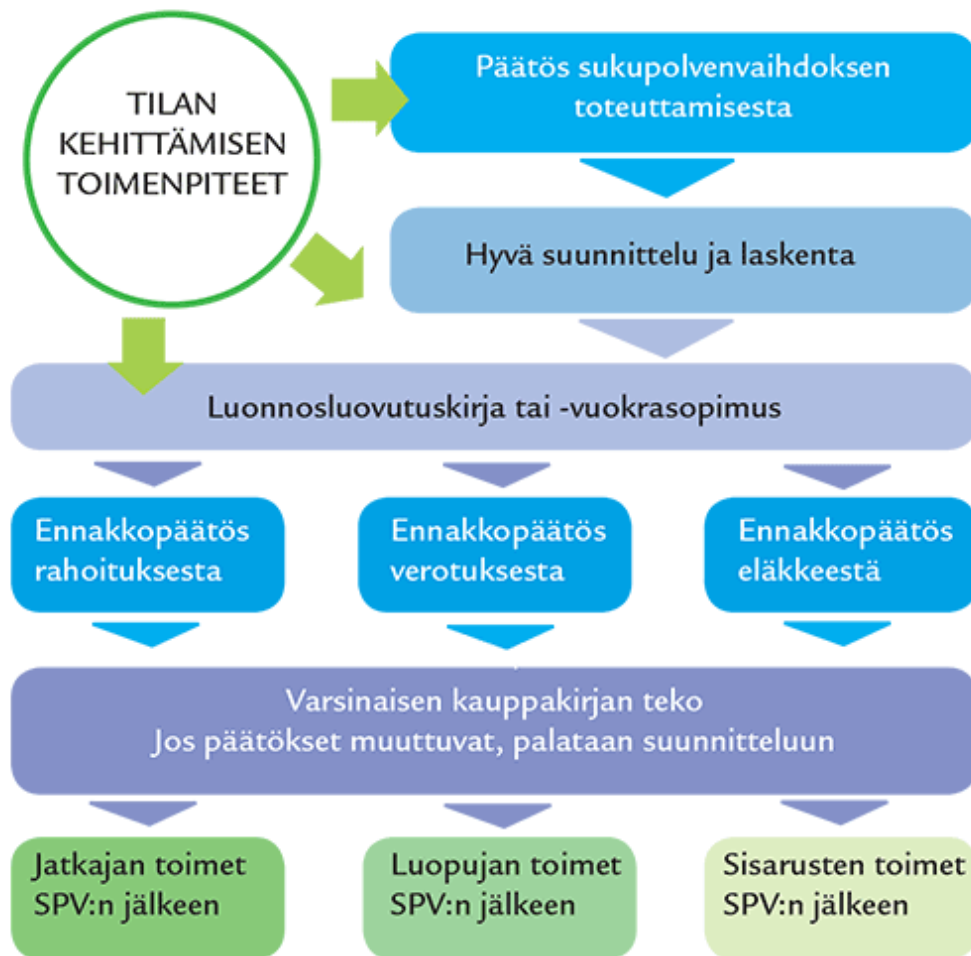 TILAN
KEHITTÄMISEN
TOIMENPITEET
Päätös sukupolvenvaihdoksen
toteuttamisesta
Hyvä suunnittelu ja laskenta
Luonnosluovutuskirja tai -vuokrasopimus
Ennakkopäätös
rahoituksesta
Ennakkopäätös
verotuksesta
Ennakkopäätös
eläkkeestä
Varsinaisen kauppakirjan teko
Jos päätökset muuttuvat, palataan suunnitteluun
Jatkajan toimet
SPV:n jälkeen
Luopujan toimet
SPV:n jälkeen
Sisarusten toimet
SPV:n jälkeen